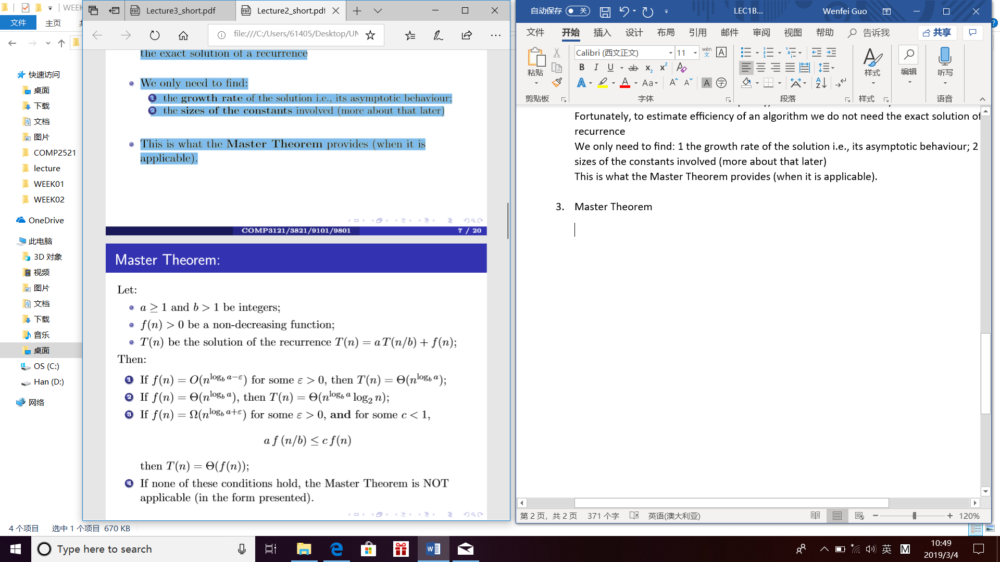 WEEK
文件
主页
快速访问
桌面
下载
文档
图片
COMP2521
lecture
WEEK01
WEEK02
OneDrive
此电脑
3D 对象
视频
图片
文档
下载
音乐
桌面
OS (C:)
Han (D:)
网络
4 个项目 选中 1 个项目 670 KB
Lecture3_short.pdf
Lecture2_short.pdf
file:///C:/Users/61405/Desktop/UN
the exact solution of a recurrence
We only need to find:
1 the growth rate of the solution i.e., its asymptotic behaviour;
2 the sizes of the constants involved (more about that later)
This is what the Master Theorem provides (when it is
applicable).
COMP3121/3821/9101/9801 7 / 20
Master Theorem:
Let:
a ≥ 1 and b > 1 be integers;
f(n) > 0 be a non-decreasing function;
T(n) be the solution of the recurrence T(n) = a T(n/b) + f(n);
Then:
1 If f(n) = O(n^{log_b a−ε}) for some ε > 0, then T(n) = Θ(n^{log_b a});
2 If f(n) = Θ(n^{log_b a}), then T(n) = Θ(n^{log_b a} log_2 n);
3 If f(n) = Ω(n^{log_b a+ε}) for some ε > 0, and for some c < 1,
a f (n/b) ≤ c f(n)
then T(n) = Θ(f(n));
4 If none of these conditions hold, the Master Theorem is NOT
applicable (in the form presented).
自动保存 关 LEC1B... Wenfei Guo
文件 开始 插入 设计 布局 引用 邮件 审阅 视图 帮助 告诉我 共享
Calibri (西文正文) 11 wén 文 A
粘贴
B I U ab x₂ x² A
A A Aa A A A 字
样式 编辑 听写
剪贴板 字体 段落 样式 语音
Fortunately, to estimate efficiency of an algorithm we do not need the exact solution of
recurrence
We only need to find: 1 the growth rate of the solution i.e., its asymptotic behaviour; 2
sizes of the constants involved (more about that later)
This is what the Master Theorem provides (when it is applicable).
3. Master Theorem
第 2 页，共 2 页 371 个字 英语(澳大利亚) 120%
Type here to search
英 M
10:49
2019/3/4